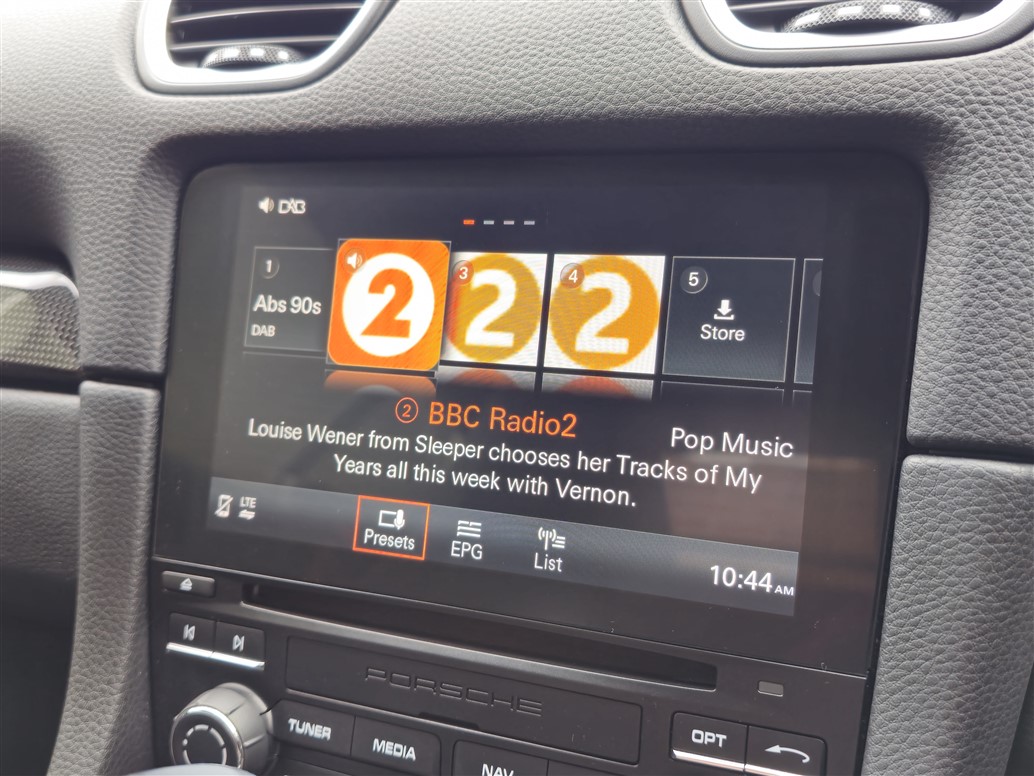 DAB
1
Abs 90s
DAB
2
3
2
4
2
5
Store
2 BBC Radio2
Pop Music
Louise Wener from Sleeper chooses her Tracks of My
Years all this week with Vernon.
LTE
Presets
EPG
List
10:44 AM
PORSCHE
TUNER
MEDIA
NAV
OPT